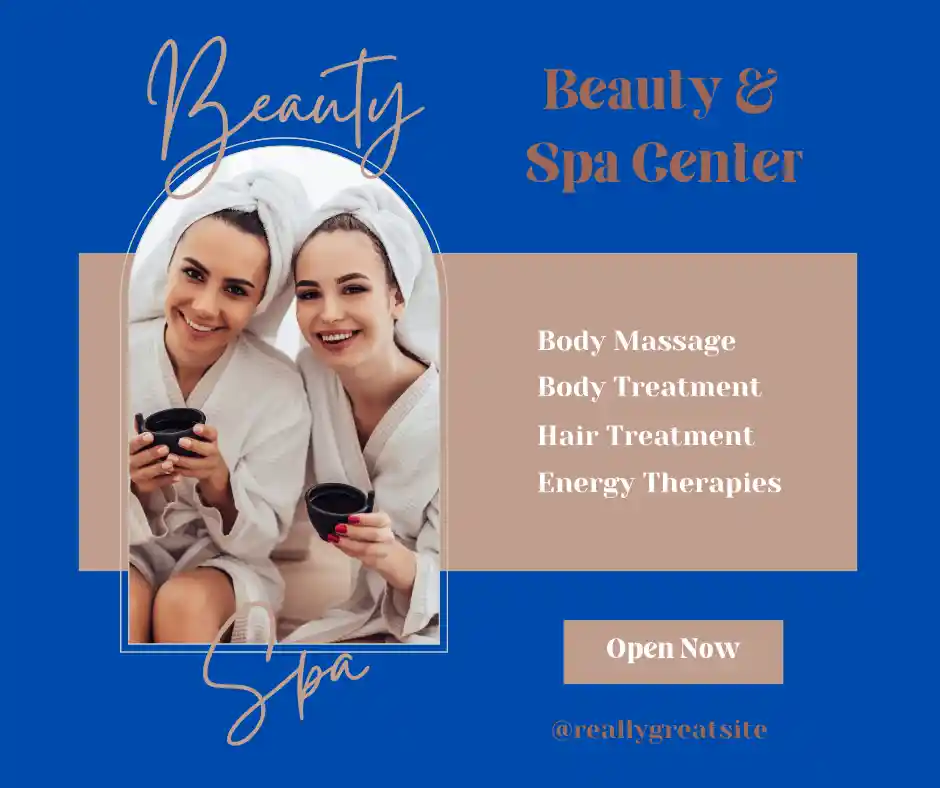 Beauty
Spa
Beauty &
Spa Center
Body Massage
Body Treatment
Hair Treatment
Energy Therapies
Open Now
@reallygreatsite